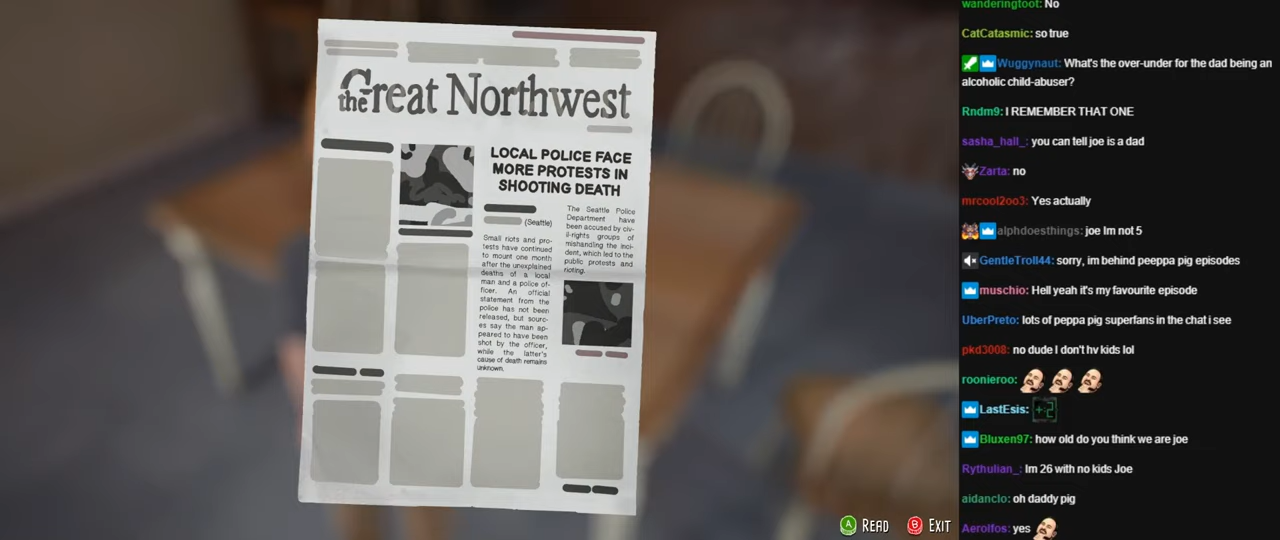 the Great Northwest
LOCAL POLICE FACE
MORE PROTESTS IN
SHOOTING DEATH
(Seattle)
Small riots and pro-
tests have continued
to mount one month
after the unexplained
deaths of a local
man and a police of-
ficer. An official
statement from the
police has not been
released, but sourc-
es say the man ap-
peared to have been
shot by the officer,
while the latter's
cause of death remains
unknown.
The Seattle Police
Department have
been accused by civ-
il-rights groups of
mishandling the inci-
dent, which led to the
public protests and
rioting.
A READ B EXIT
wanderingtoot: No
CatCatasmic: so true
Wuggynaut: What's the over-under for the dad being an
alcoholic child-abuser?
Rndm9: I REMEMBER THAT ONE
sasha_hall_: you can tell joe is a dad
Zarta: no
mrcool2oo3: Yes actually
alphdoesthings: joe Im not 5
GentleTroll44: sorry, im behind peeppa pig episodes
muschio: Hell yeah it's my favourite episode
UberPreto: lots of peppa pig superfans in the chat i see
pkd3008: no dude I don't hv kids lol
roonieroo:
LastEsis: +2
Bluxen97: how old do you think we are joe
Rythulian_: Im 26 with no kids Joe
aidanclo: oh daddy pig
Aerolfos: yes